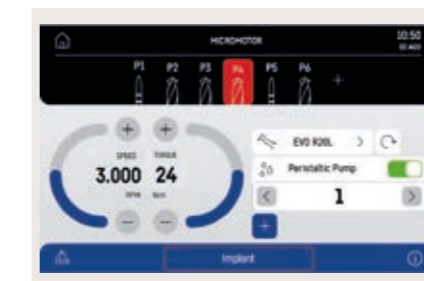 MICROMOTOR
10:50
P1 P2 P3 P4 P5 P6 +
+ +
SPEED TORQUE
3.000 24
EVO R20L >
Peristaltic Pump
< 1 >
- -
+
Implant